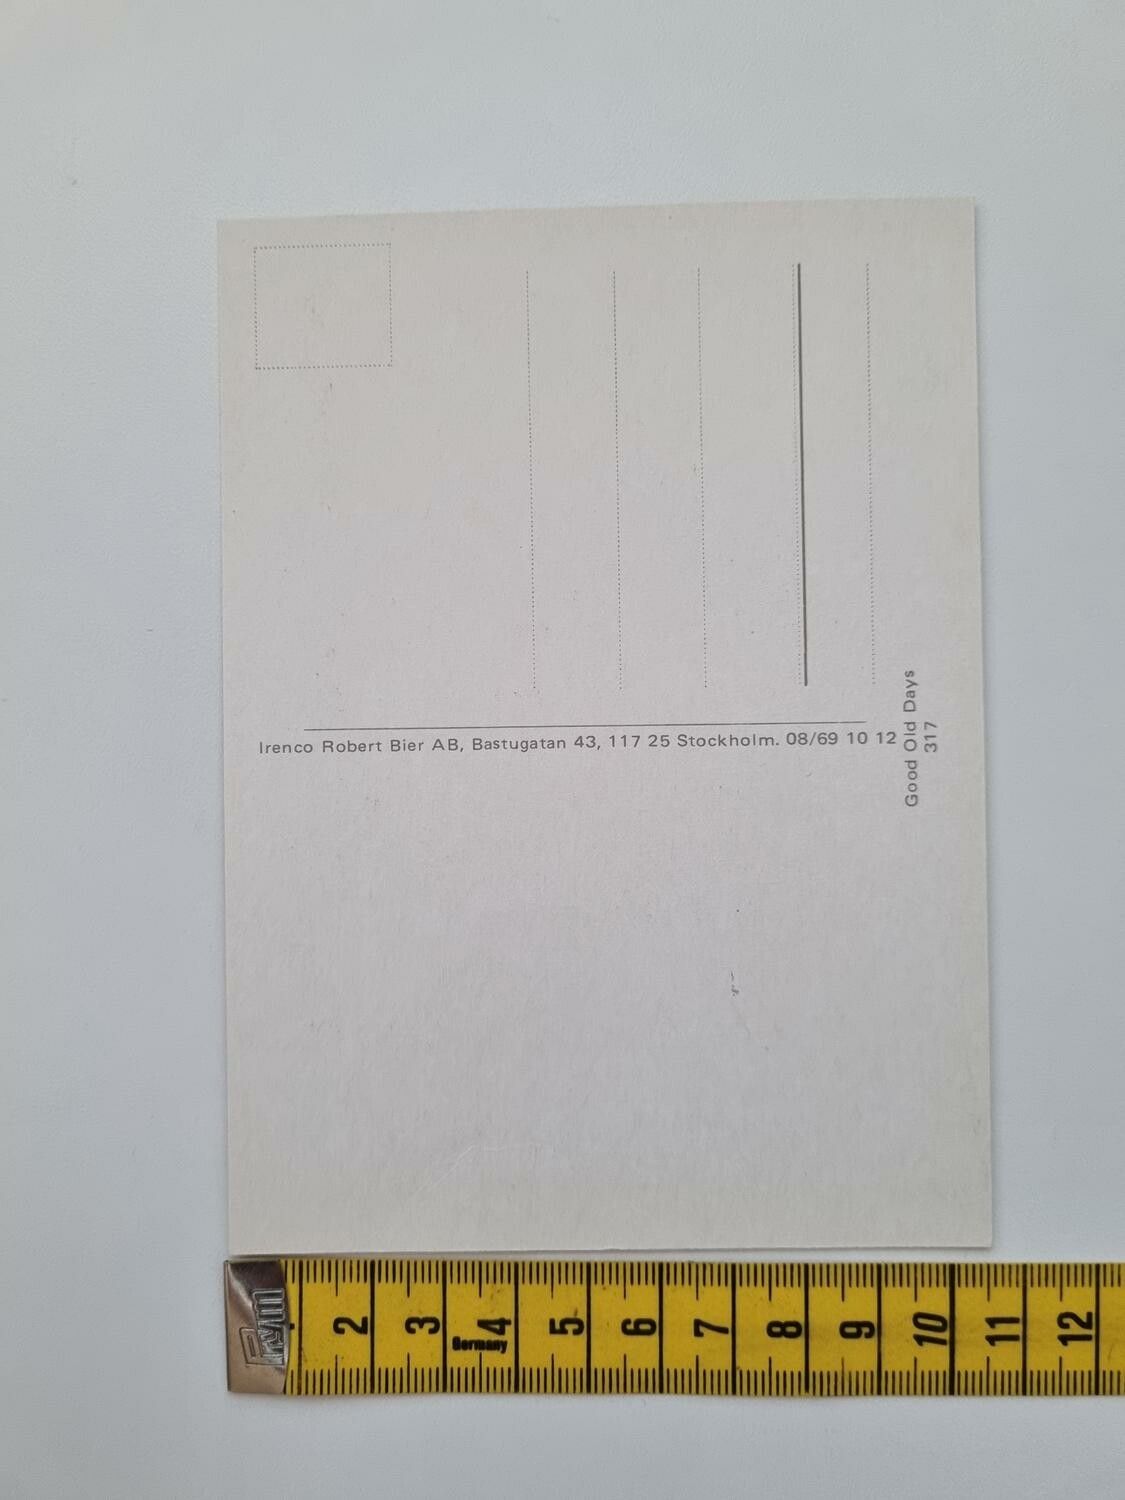 Irenco Robert Bier AB, Bastugatan 43, 117 25 Stockholm. 08/69 10 12
Good Old Days
317
Prym
2 3 4 5 6 7 8 9 10 11 12
Germany